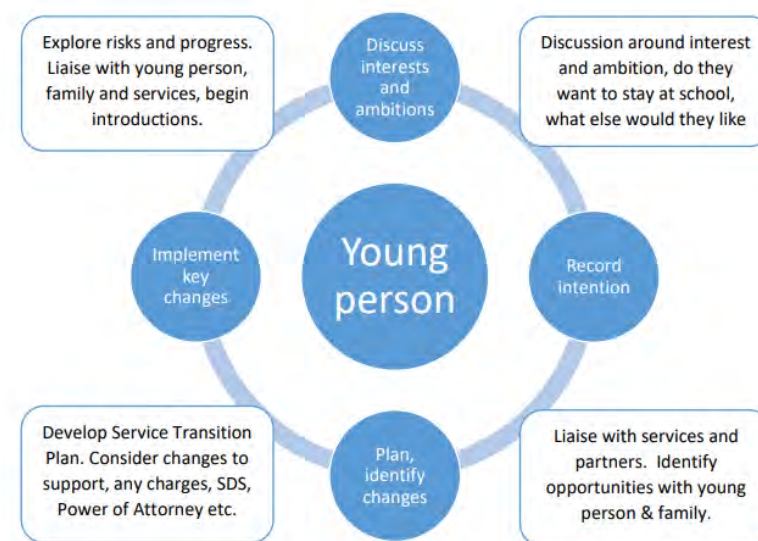 Explore risks and progress.
Liaise with young person,
family and services, begin
introductions.
Discuss
interests
and
ambitions
Discussion around interest
and ambition, do they
want to stay at school,
what else would they like
Implement
key
changes
Young
person
Record
intention
Develop Service Transition
Plan. Consider changes to
support, any charges, SDS,
Power of Attorney etc.
Plan,
identify
changes
Liaise with services and
partners. Identify
opportunities with young
person & family.